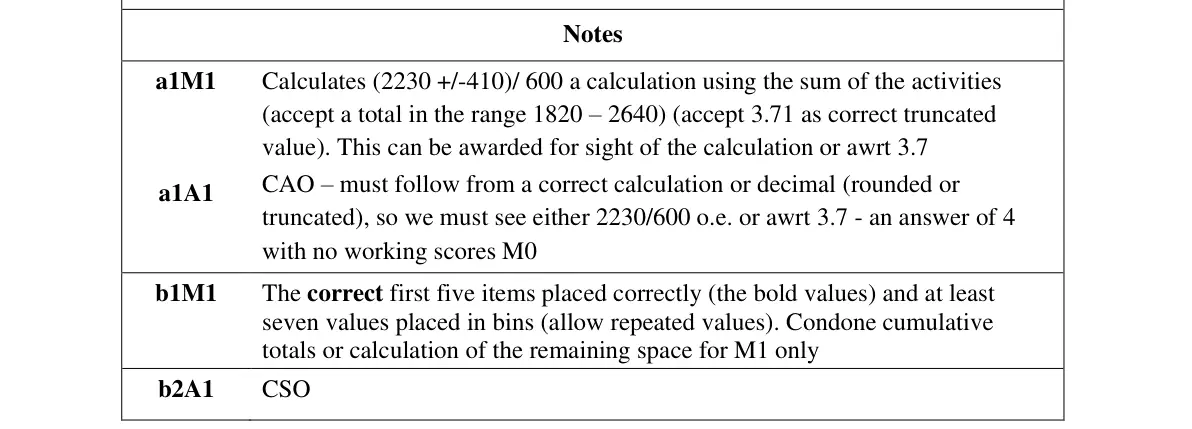 Notes
a1M1 Calculates (2230 +/-410)/ 600 a calculation using the sum of the activities
(accept a total in the range 1820 – 2640) (accept 3.71 as correct truncated
value). This can be awarded for sight of the calculation or awrt 3.7
a1A1 CAO – must follow from a correct calculation or decimal (rounded or
truncated), so we must see either 2230/600 o.e. or awrt 3.7 - an answer of 4
with no working scores M0
b1M1 The correct first five items placed correctly (the bold values) and at least
seven values placed in bins (allow repeated values). Condone cumulative
totals or calculation of the remaining space for M1 only
b2A1 CSO